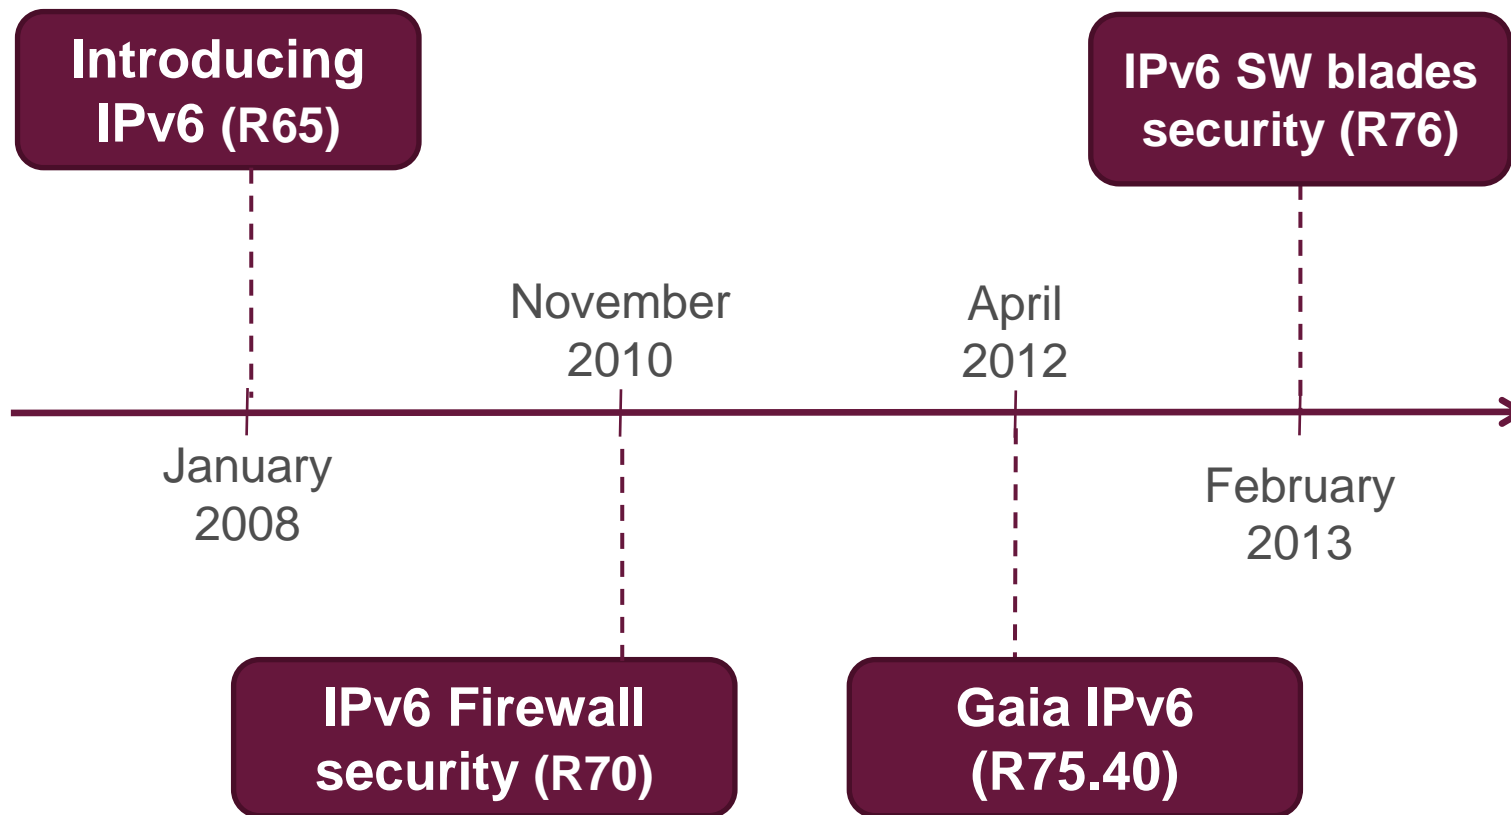 Introducing
IPv6 (R65)
IPv6 SW blades
security (R76)
November
2010
April
2012
January
2008
February
2013
IPv6 Firewall
security (R70)
Gaia IPv6
(R75.40)